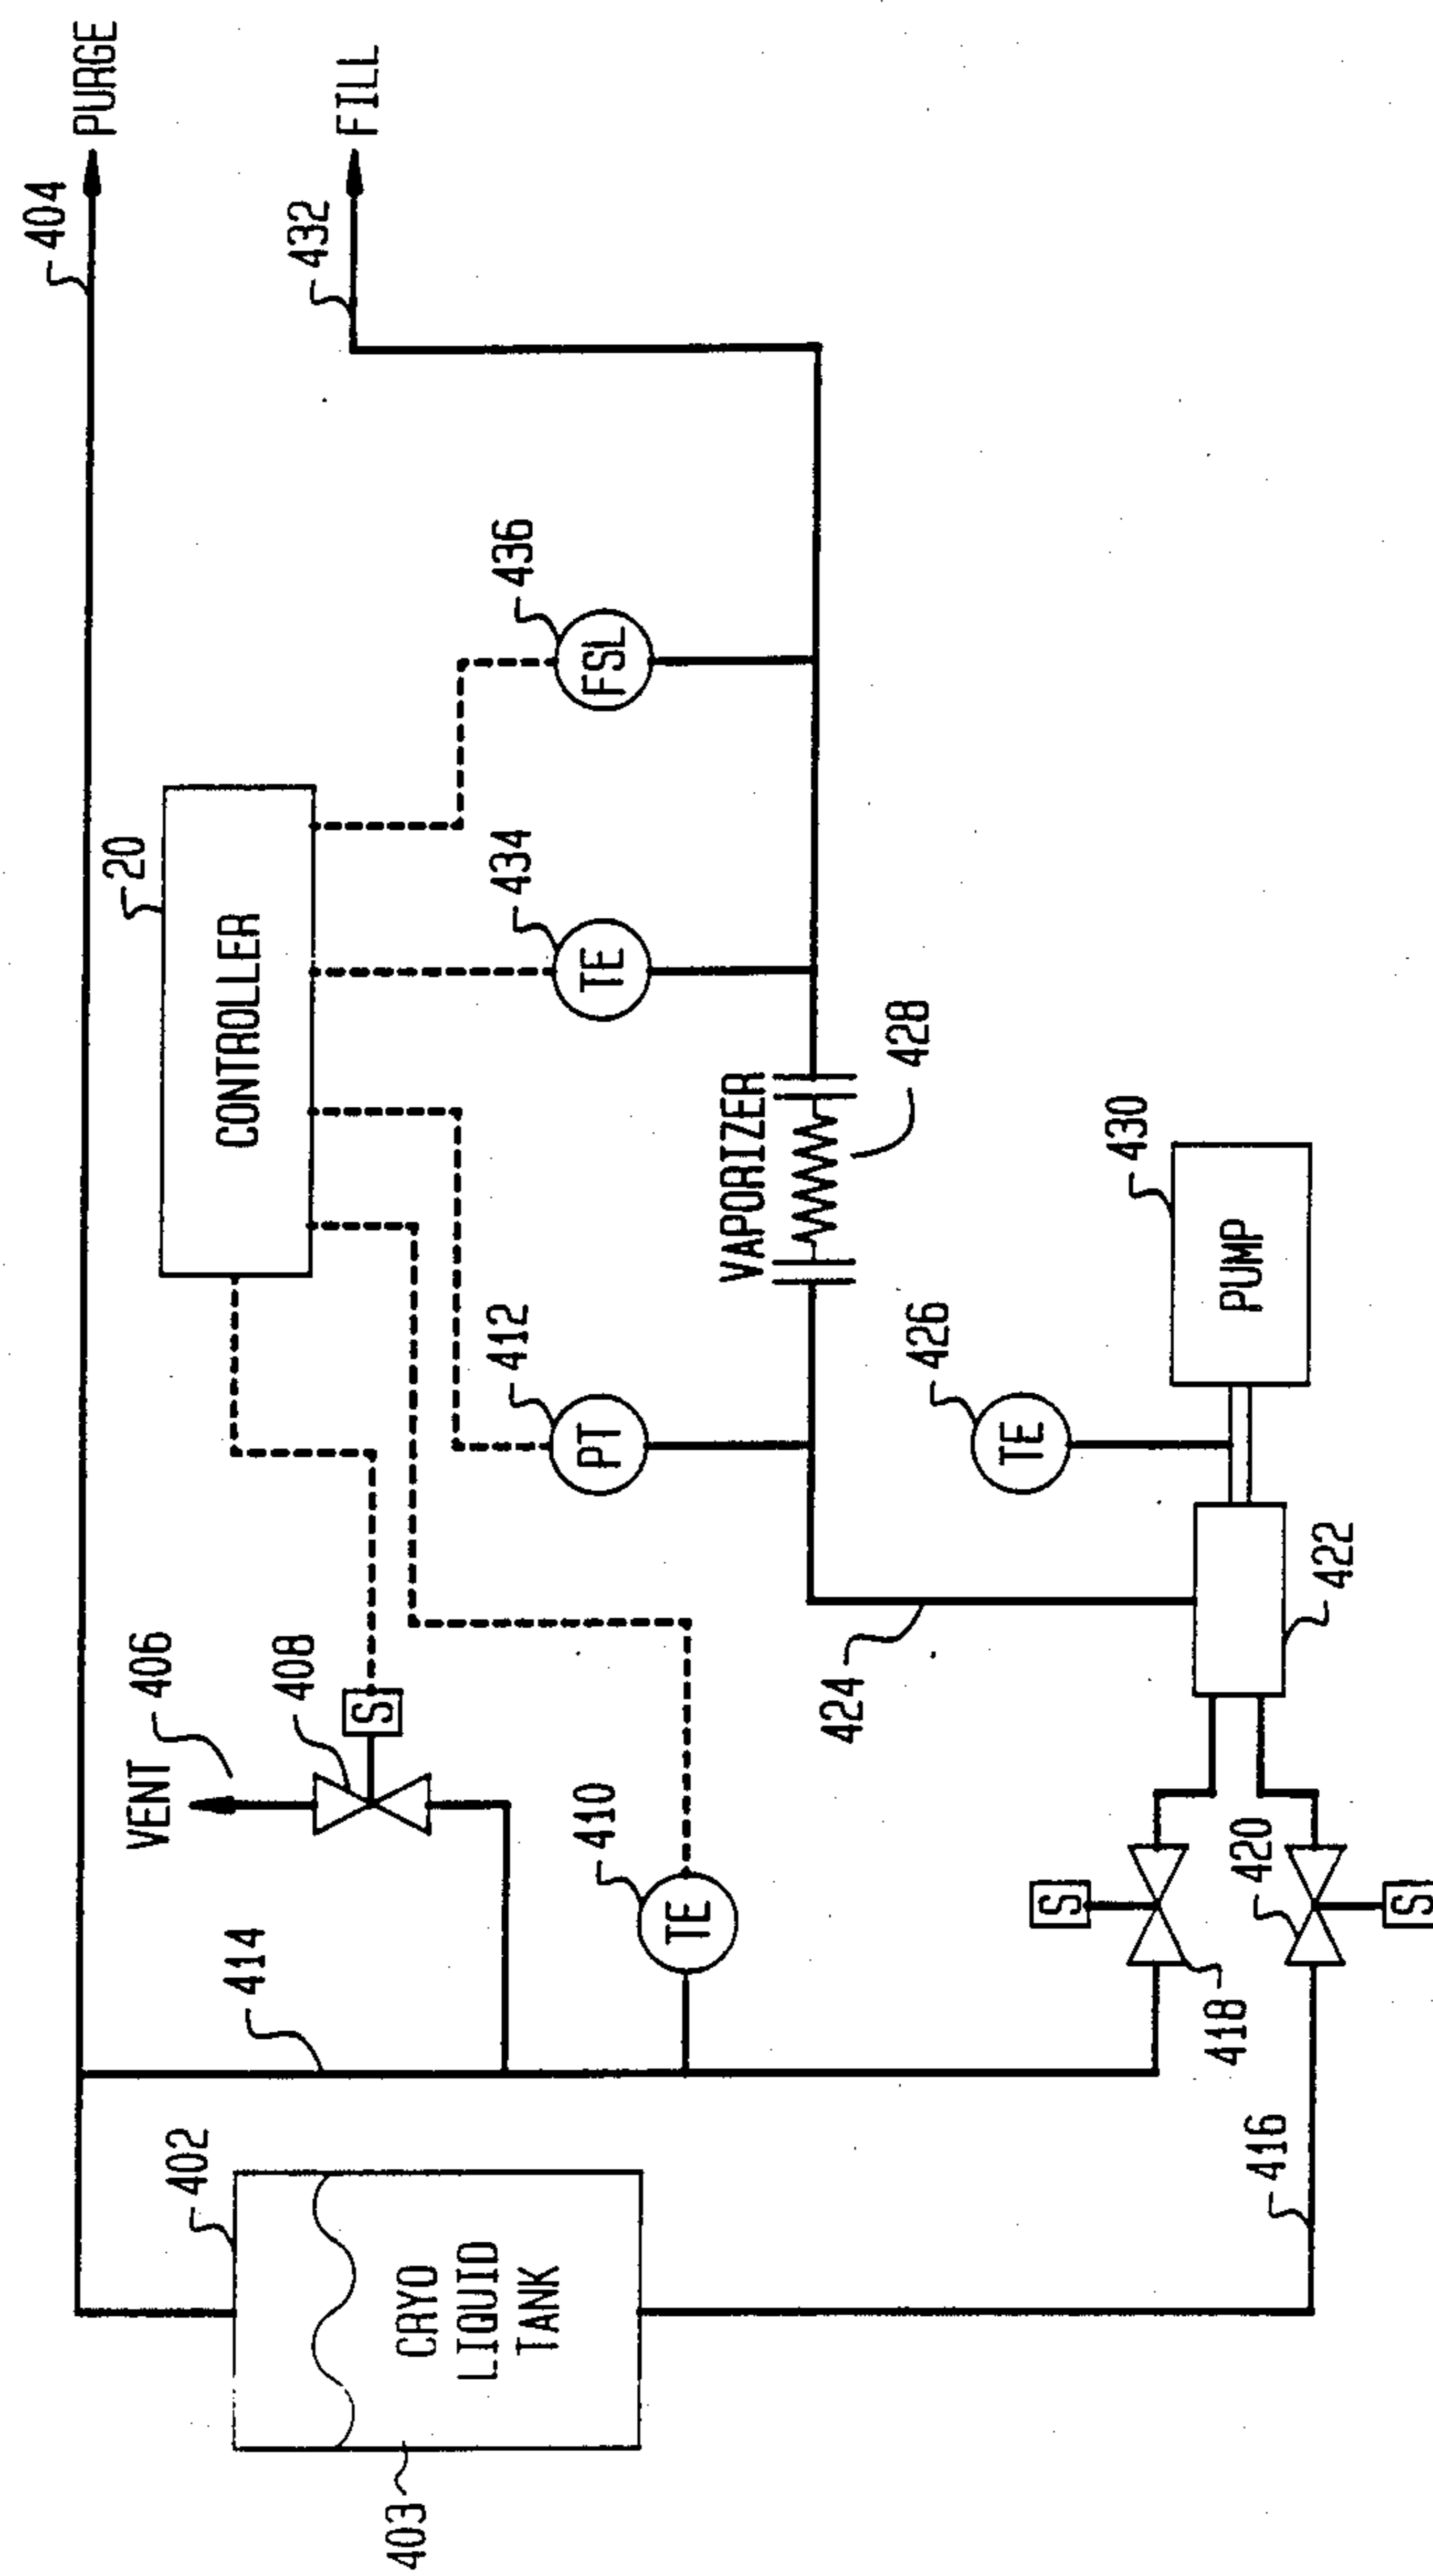 404
PURGE
432
FILL
20
CONTROLLER
436
FSL
434
TE
412
PT
VENT
406
408
S
414
410
TE
VAPORIZER
428
426
TE
430
PUMP
424
422
402
403
CRYO
LIQUID
TANK
S
418
420
S
416